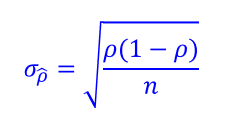 σ_ρ̂ = √(ρ(1 − ρ)/n)